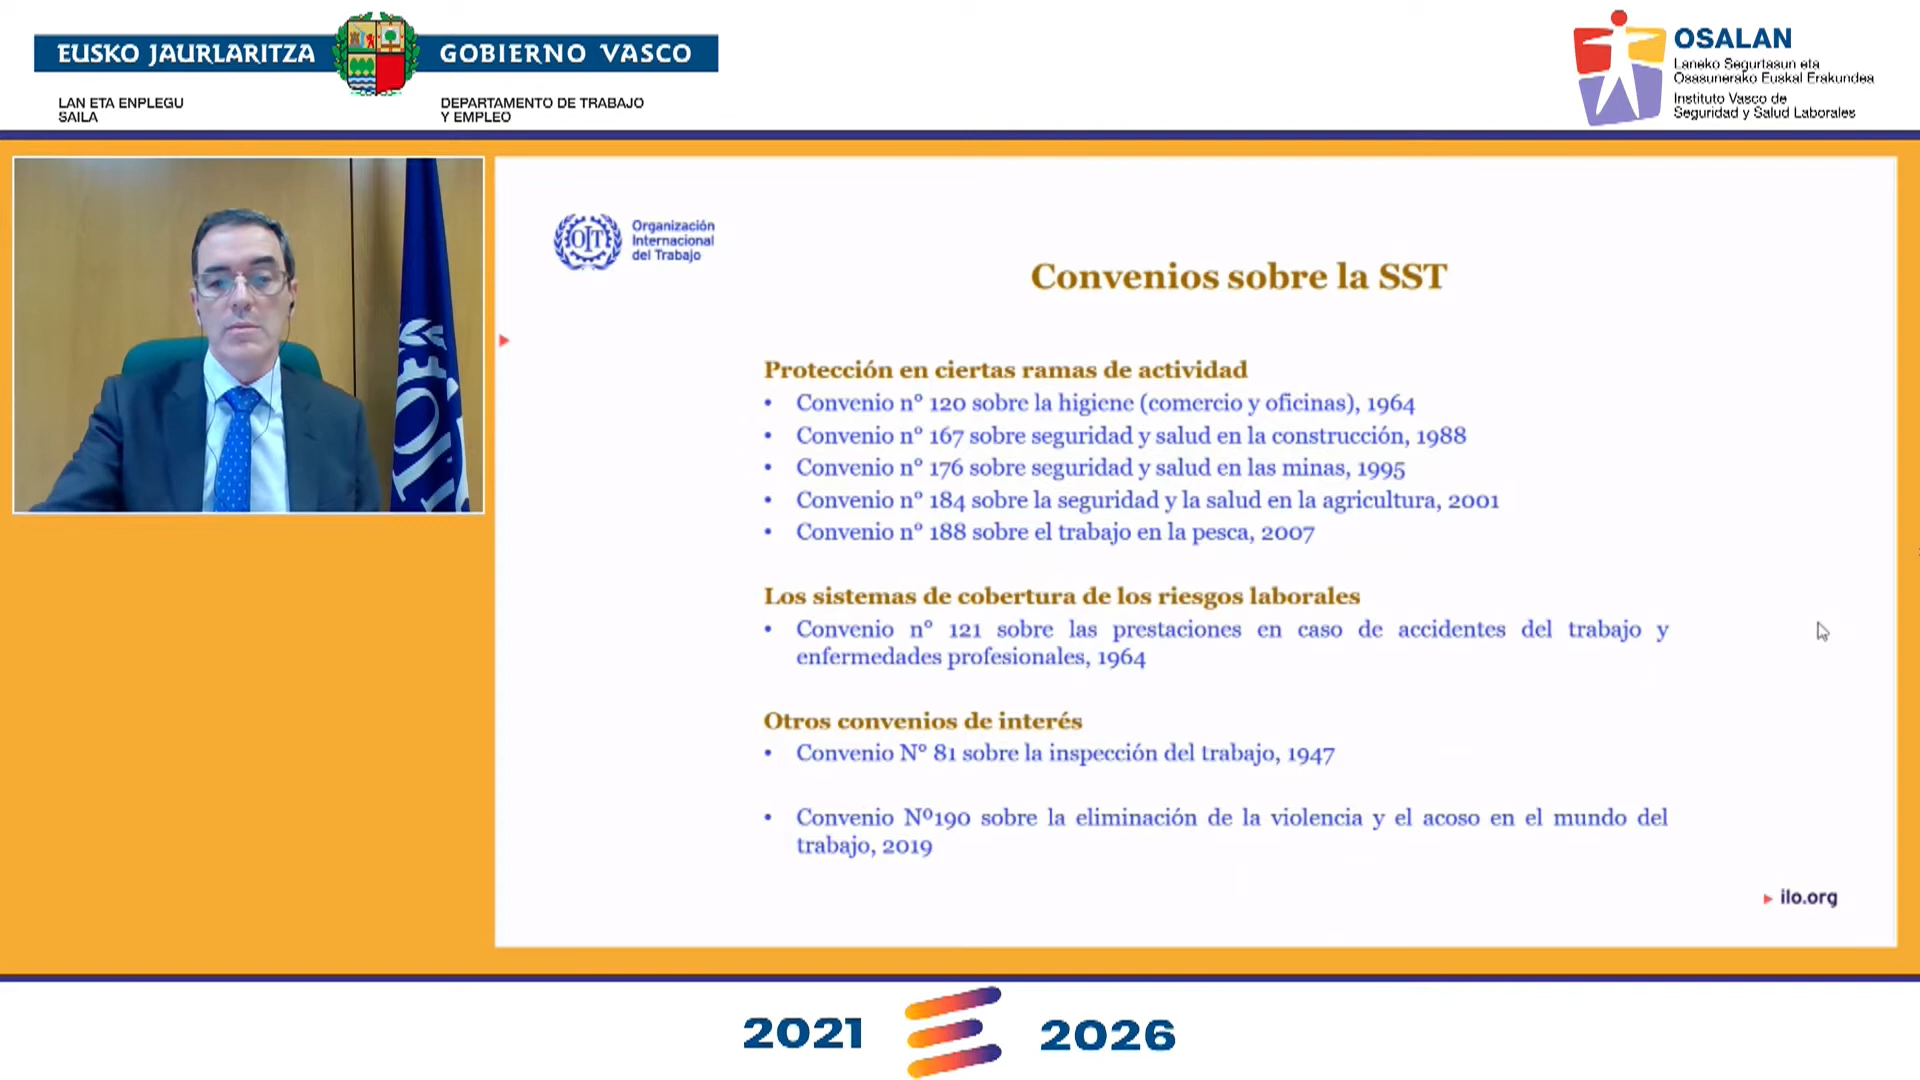 EUSKO JAURLARITZA
GOBIERNO VASCO
LAN ETA ENPLEGU
SAILA
DEPARTAMENTO DE TRABAJO
Y EMPLEO
OSALAN
Laneko Segurtasun eta
Osasunerako Euskal Erakundea
Instituto Vasco de
Seguridad y Salud Laborales
OIT
Organización
Internacional
del Trabajo
Convenios sobre la SST
Protección en ciertas ramas de actividad
• Convenio n° 120 sobre la higiene (comercio y oficinas), 1964
• Convenio n° 167 sobre seguridad y salud en la construcción, 1988
• Convenio n° 176 sobre seguridad y salud en las minas, 1995
• Convenio n° 184 sobre la seguridad y la salud en la agricultura, 2001
• Convenio n° 188 sobre el trabajo en la pesca, 2007
Los sistemas de cobertura de los riesgos laborales
• Convenio n° 121 sobre las prestaciones en caso de accidentes del trabajo y
enfermedades profesionales, 1964
Otros convenios de interés
• Convenio N° 81 sobre la inspección del trabajo, 1947
• Convenio Nº190 sobre la eliminación de la violencia y el acoso en el mundo del
trabajo, 2019
ilo.org
2021
2026